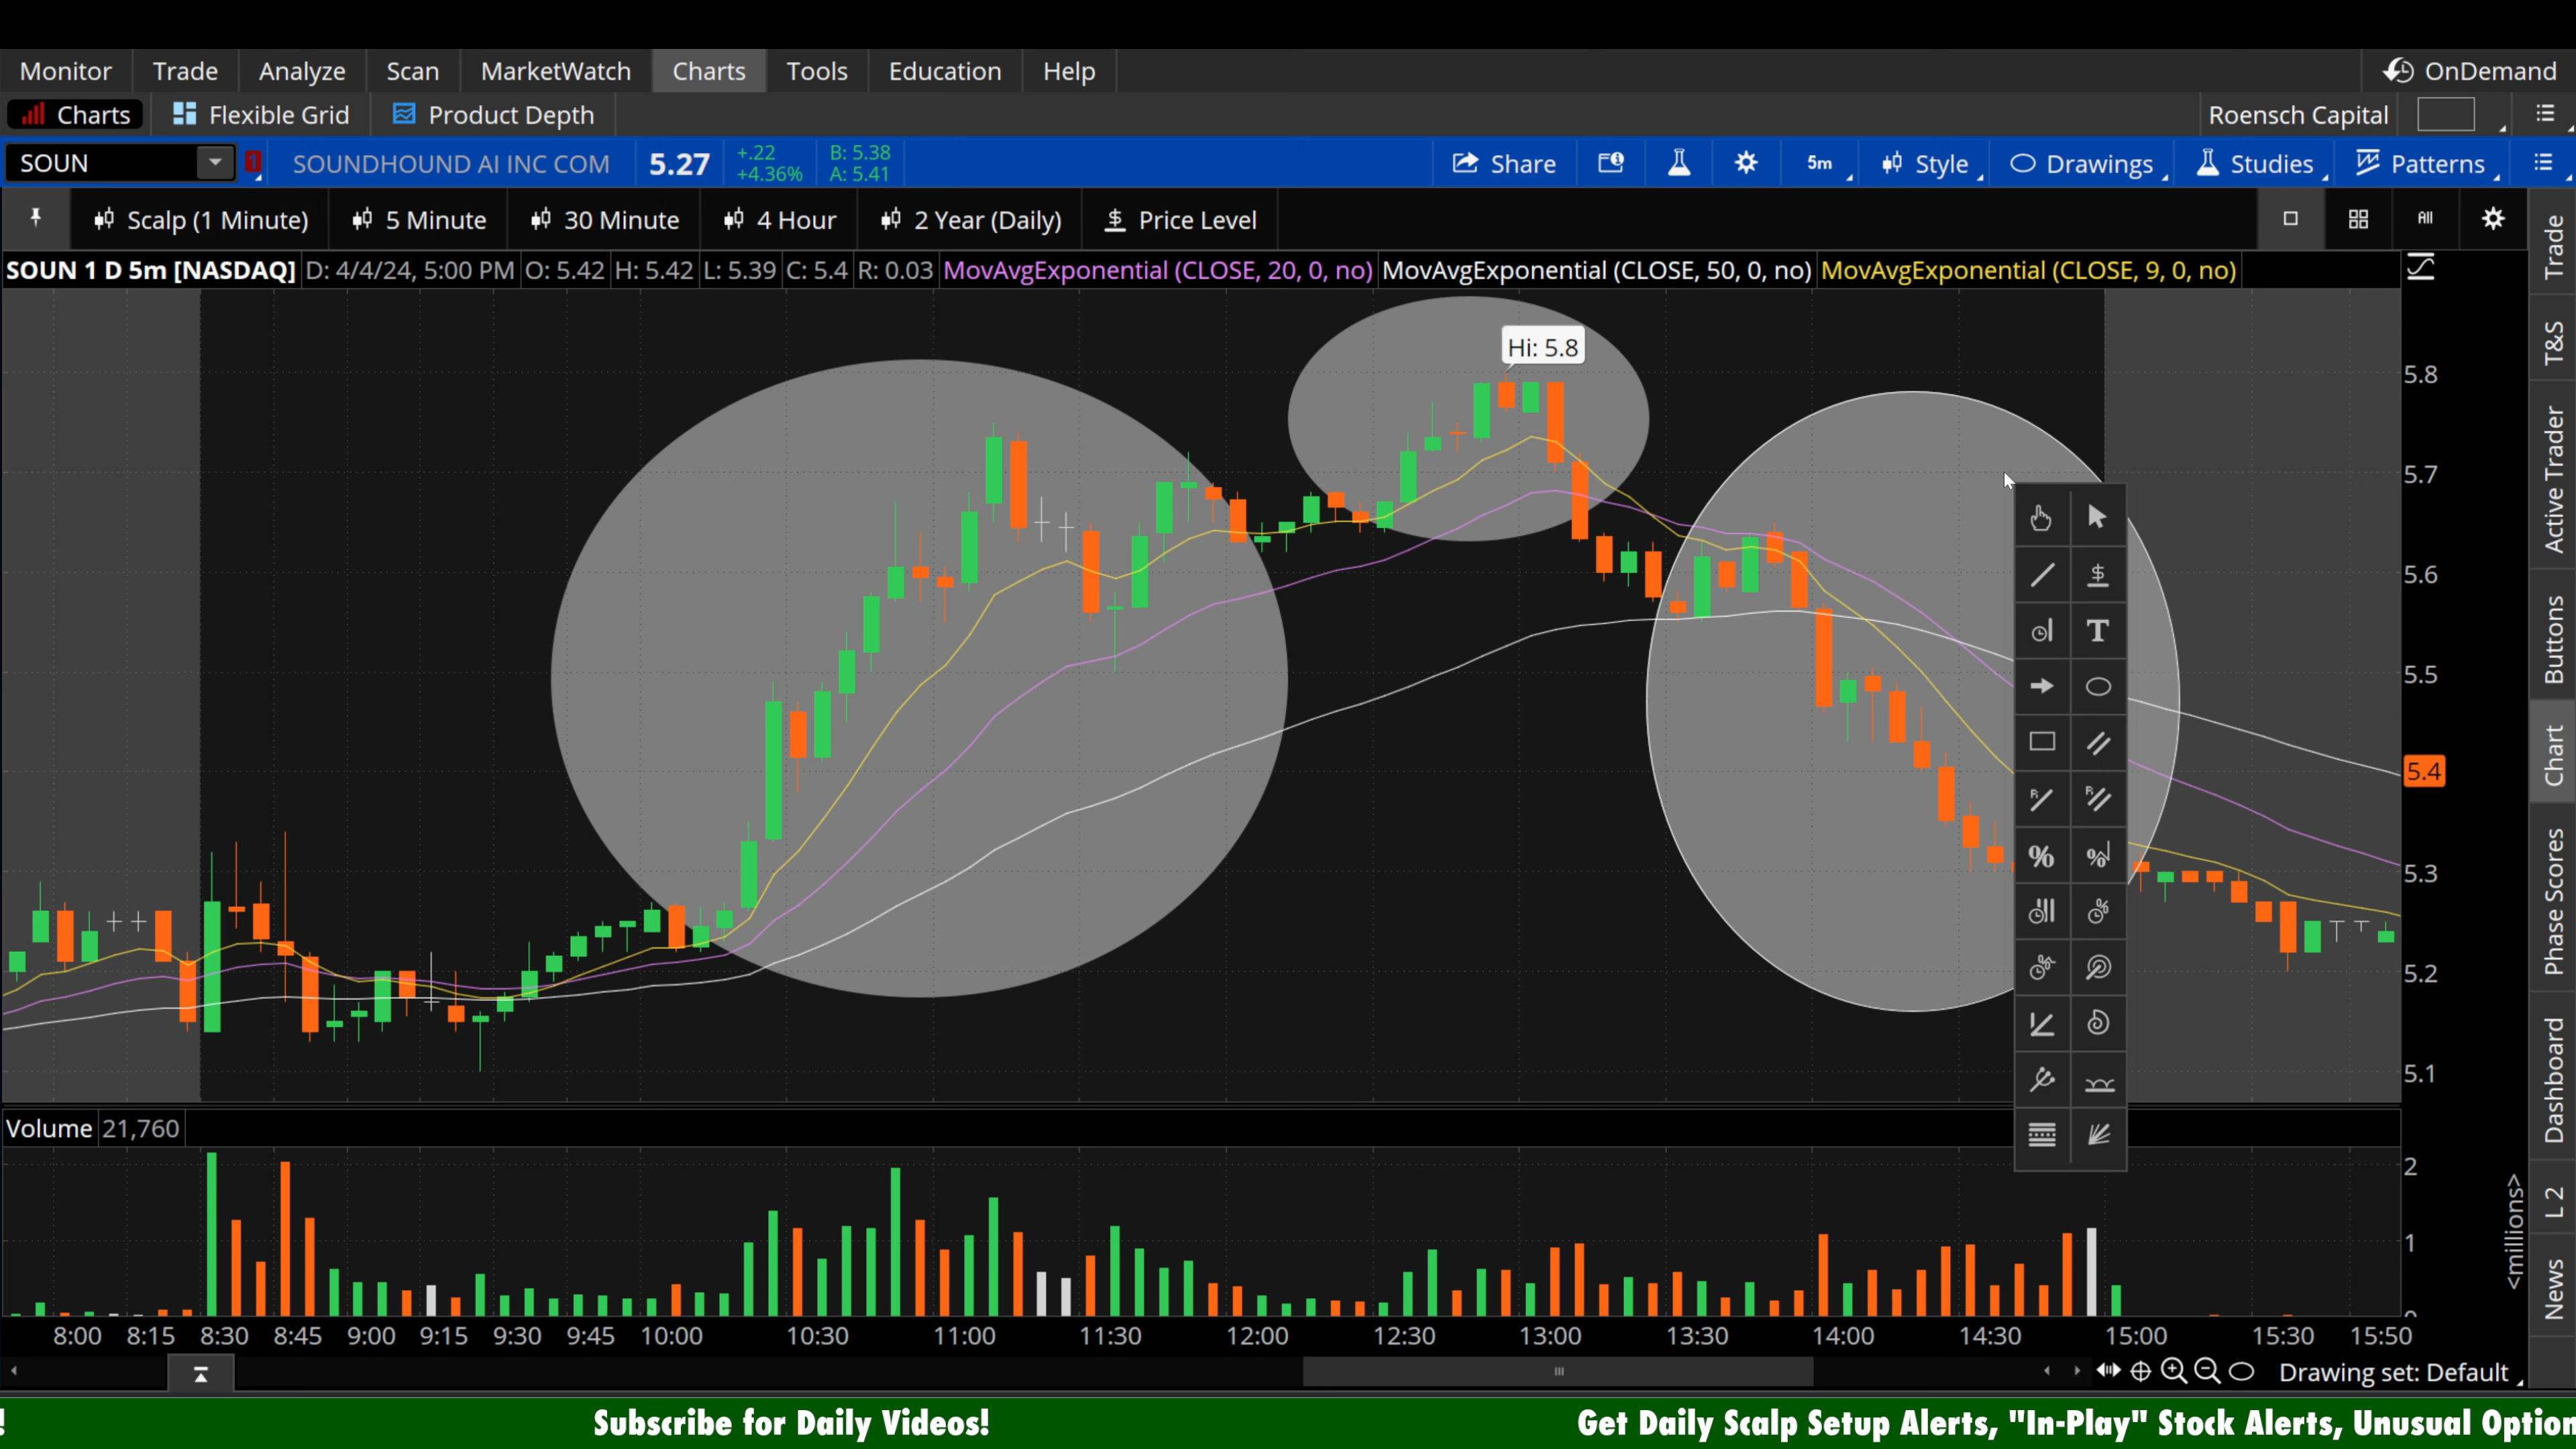 Monitor Trade Analyze Scan MarketWatch Charts Tools Education Help OnDemand
Charts Flexible Grid Product Depth Roensch Capital
SOUN 1 SOUNDHOUND AI INC COM 5.27 +.22 +4.36% B: 5.38 A: 5.41 Share 5m Style Drawings Studies Patterns
Scalp (1 Minute) 5 Minute 30 Minute 4 Hour 2 Year (Daily) $ Price Level All
SOUN 1 D 5m [NASDAQ] D: 4/4/24, 5:00 PM O: 5.42 H: 5.42 L: 5.39 C: 5.4 R: 0.03 MovAvgExponential (CLOSE, 20, 0, no) MovAvgExponential (CLOSE, 50, 0, no) MovAvgExponential (CLOSE, 9, 0, no)
Hi: 5.8
5.8
5.7
5.6
5.5
5.4
5.3
5.2
5.1
Volume 21,760
2
1
0
<millions>
8:00 8:15 8:30 8:45 9:00 9:15 9:30 9:45 10:00 10:30 11:00 11:30 12:00 12:30 13:00 13:30 14:00 14:30 15:00 15:30 15:50
Drawing set: Default
Trade
T&S
Active Trader
Buttons
Chart
Phase Scores
Dashboard
L 2
News
! Subscribe for Daily Videos! Get Daily Scalp Setup Alerts, "In-Play" Stock Alerts, Unusual Option